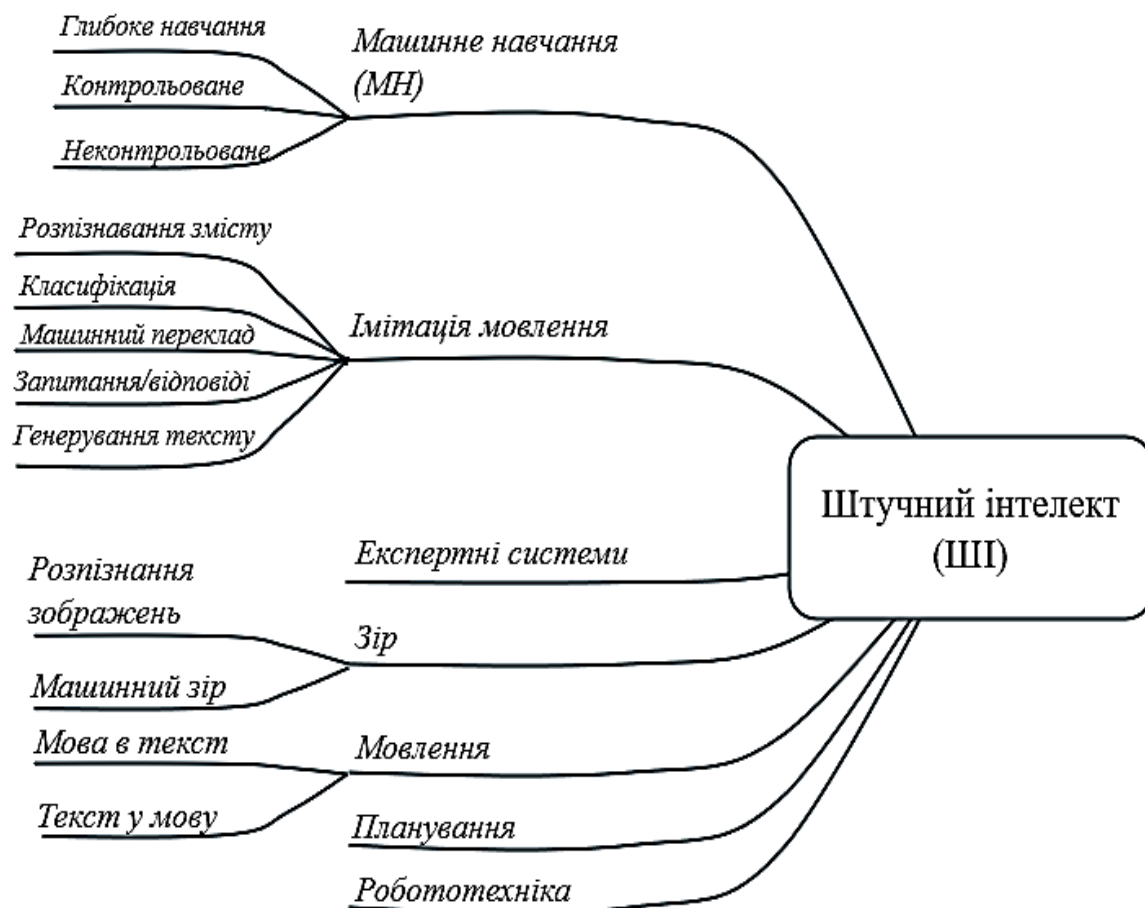 Глибоке навчання
Контрольоване
Неконтрольоване
Машинне навчання
(МН)
Розпізнавання змісту
Класифікація
Машинний переклад
Запитання/відповіді
Генерування тексту
Імітація мовлення
Штучний інтелект
(ШІ)
Експертні системи
Розпізнання
зображень
Машинний зір
Зір
Мова в текст
Текст у мову
Мовлення
Планування
Робототехніка